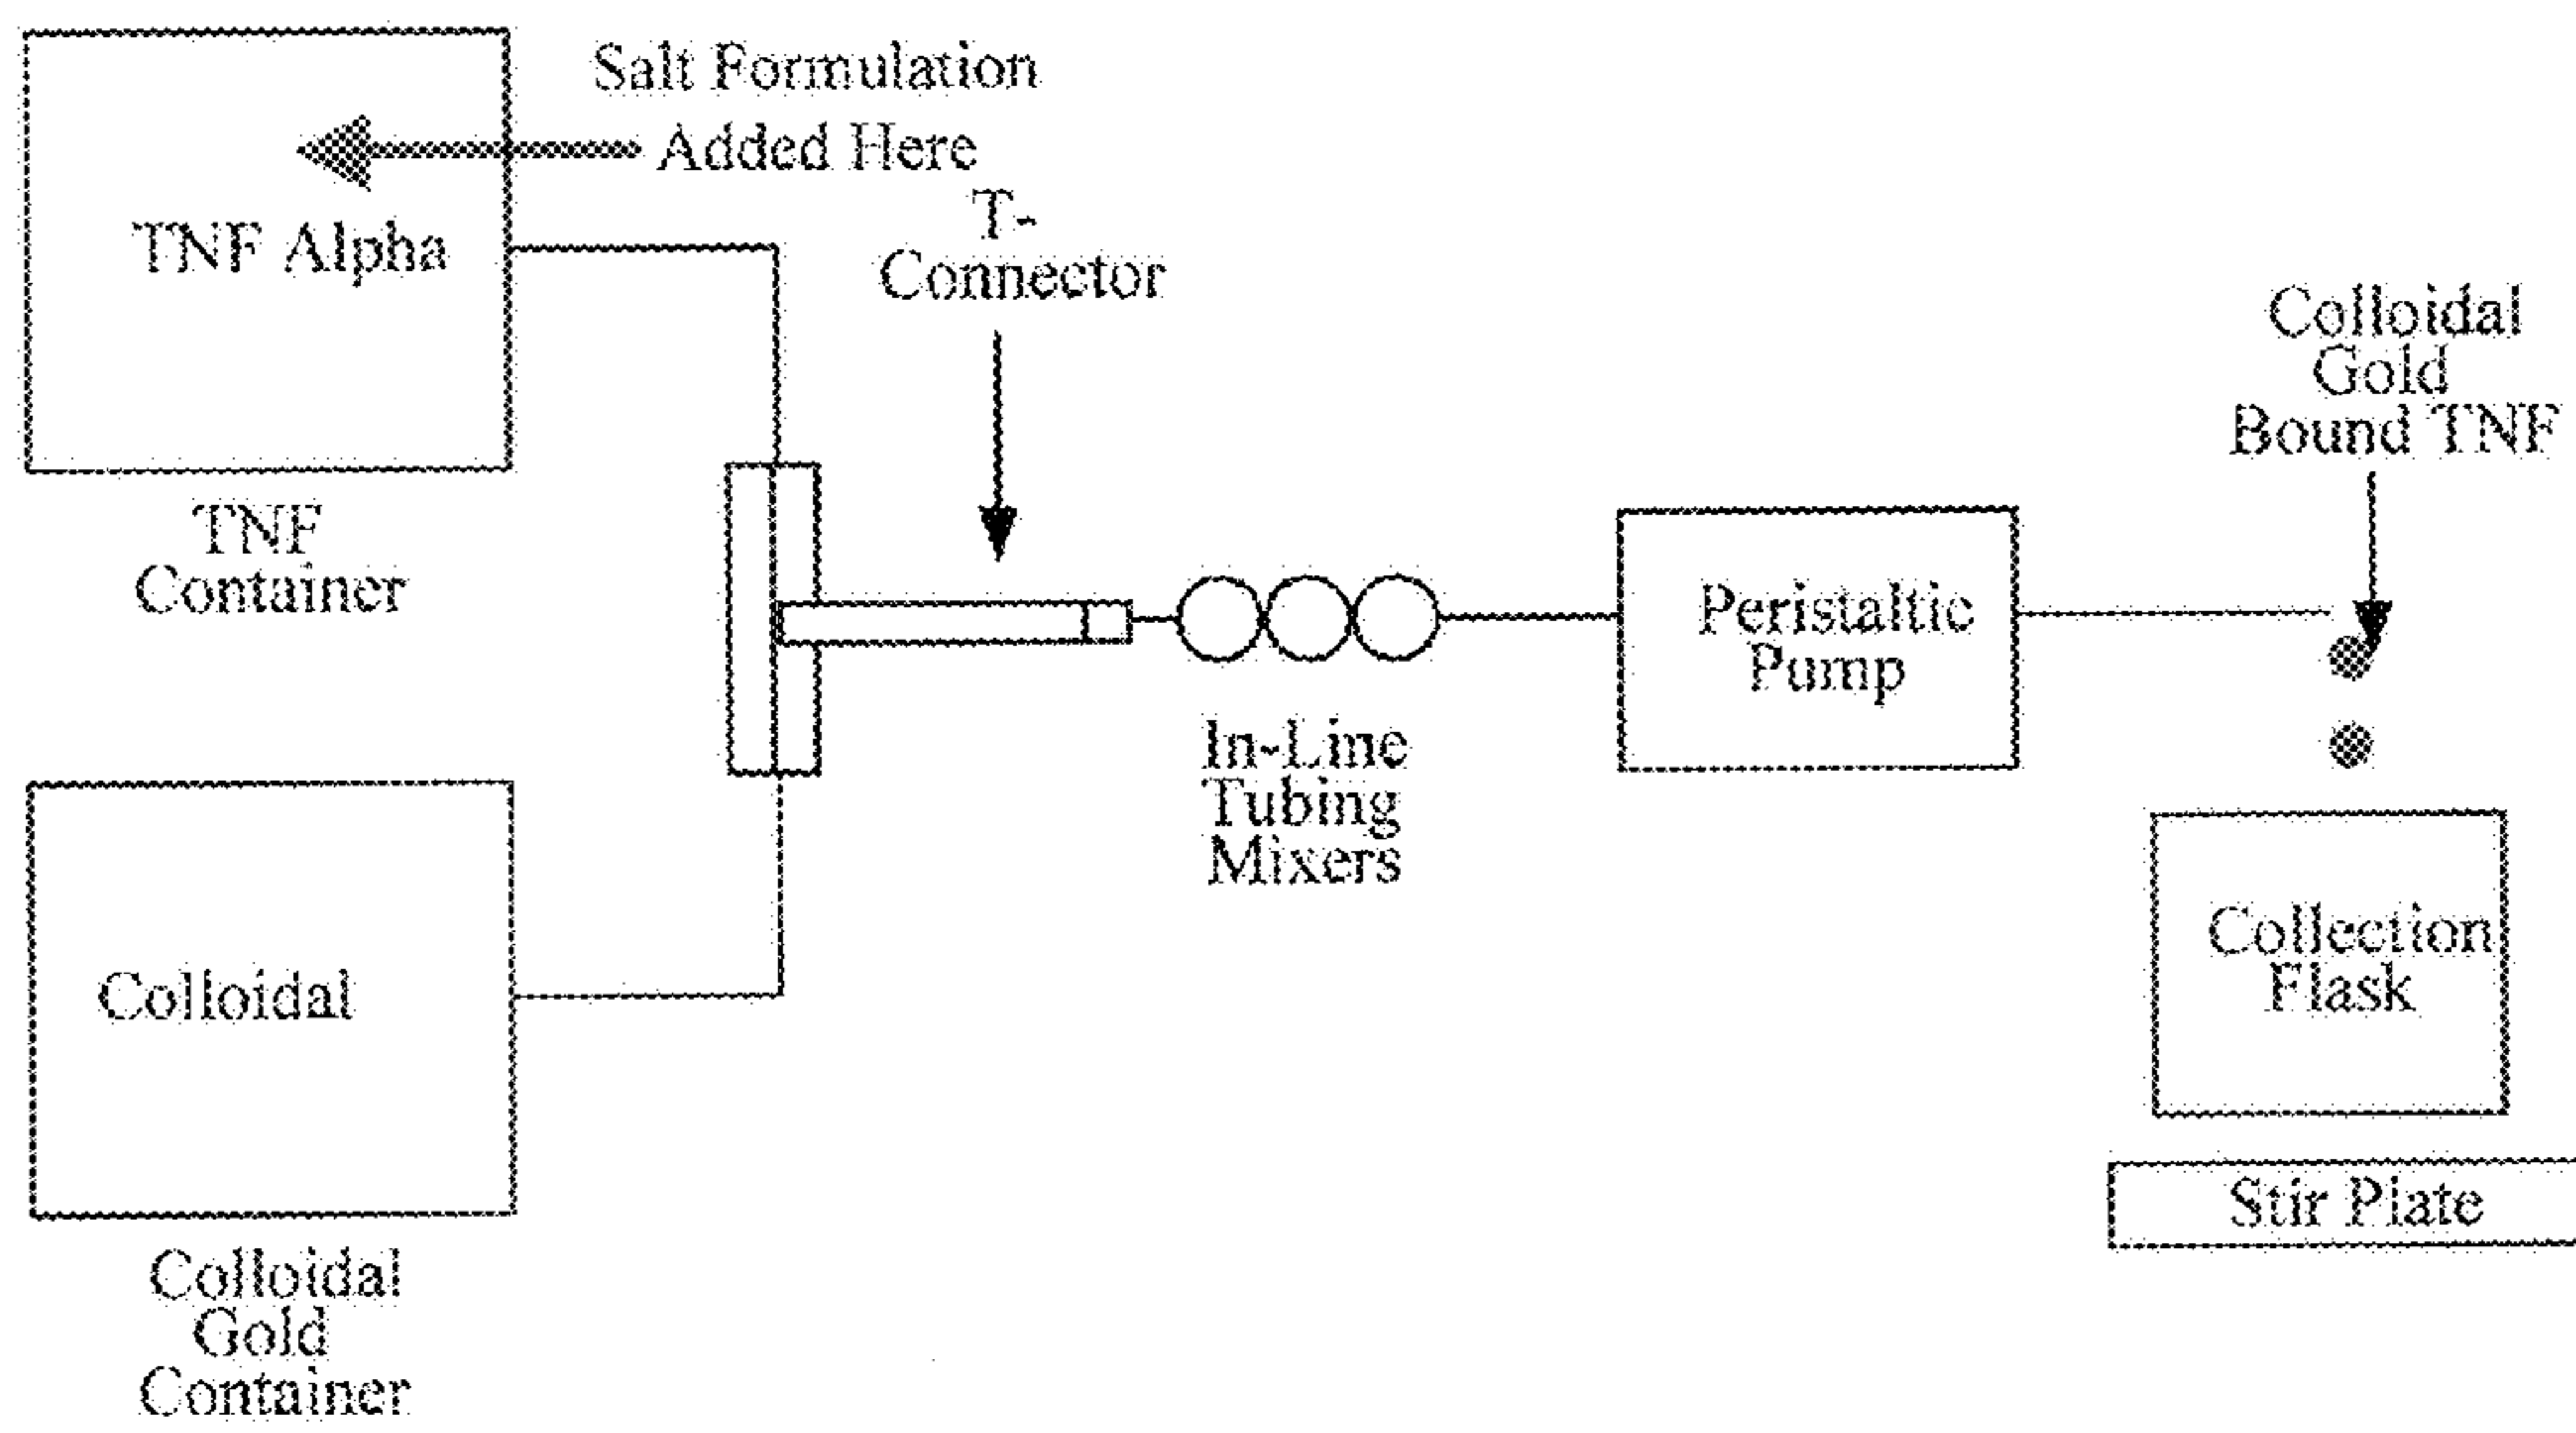 Salt Formulation
Added Here
TNF Alpha
TNF
Container
T-
Connector
Colloidal
Gold
Bound TNF
Peristaltic
Pump
In-Line
Tubing
Mixers
Colloidal
Colloidal
Gold
Container
Collection
Flask
Stir Plate